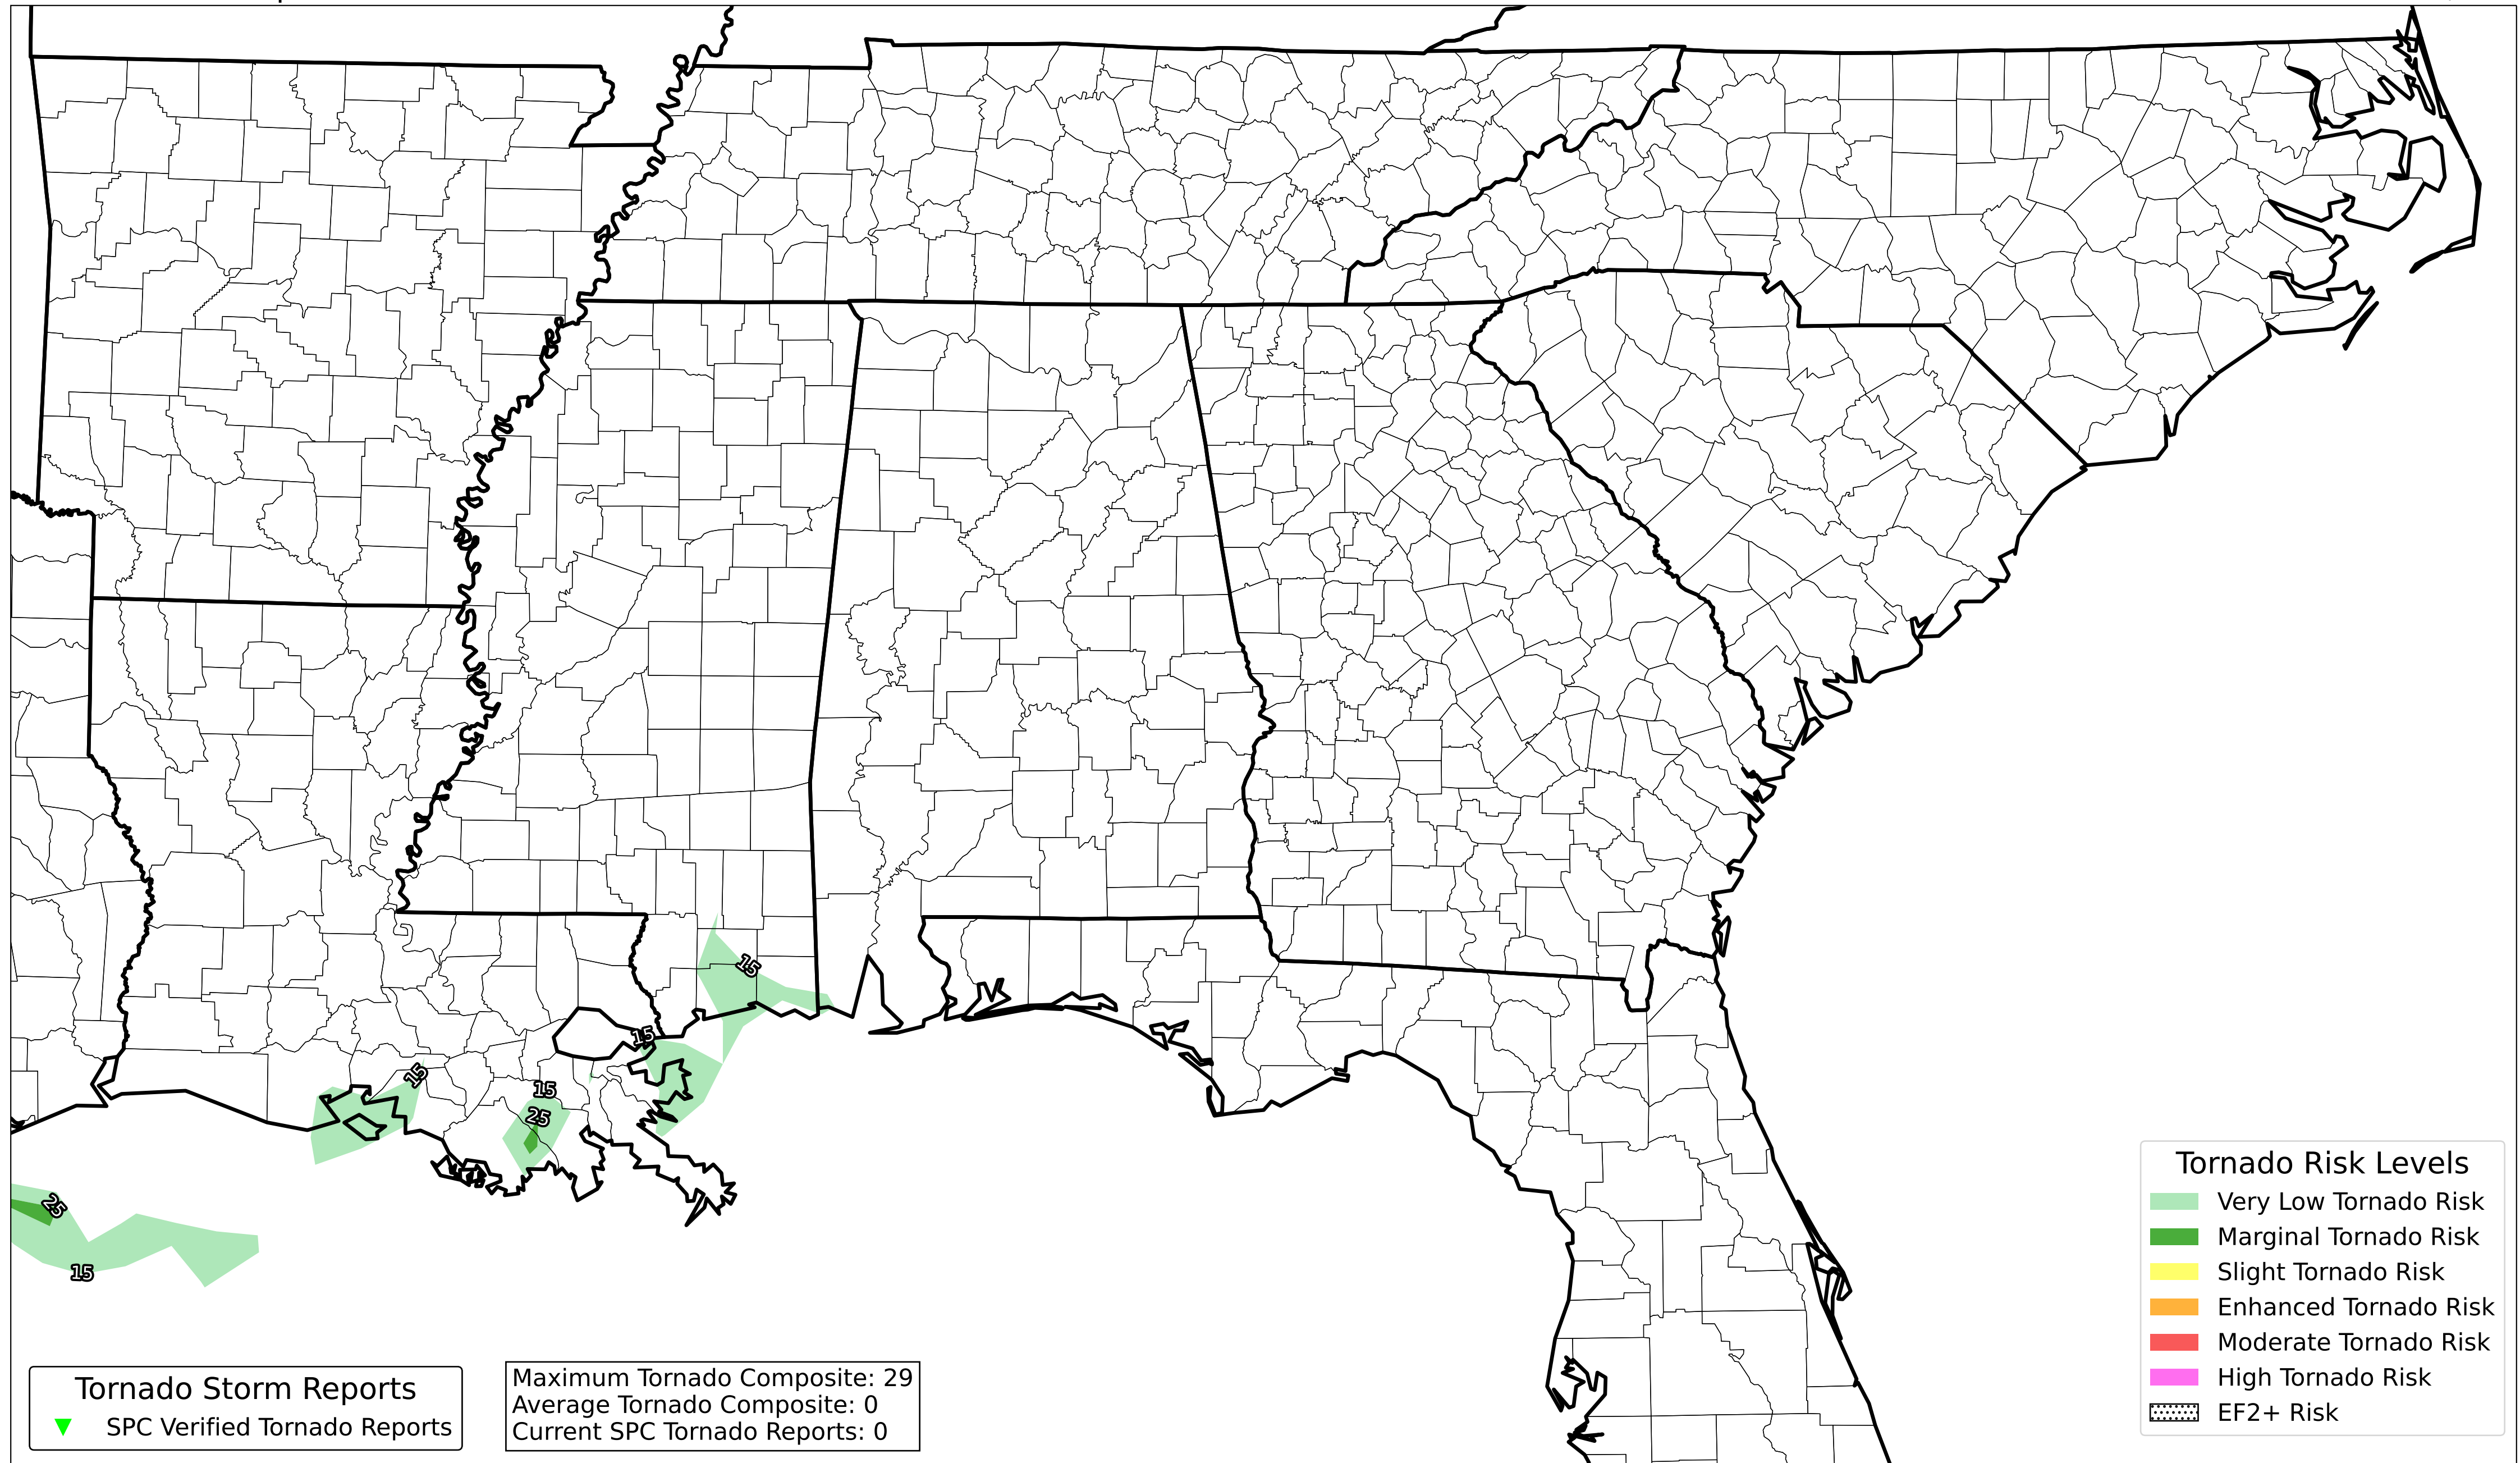 15
15
15
15
25
25
15
Tornado Risk Levels
Very Low Tornado Risk
Marginal Tornado Risk
Slight Tornado Risk
Enhanced Tornado Risk
Moderate Tornado Risk
High Tornado Risk
EF2+ Risk
Tornado Storm Reports
SPC Verified Tornado Reports
Maximum Tornado Composite: 29
Average Tornado Composite: 0
Current SPC Tornado Reports: 0